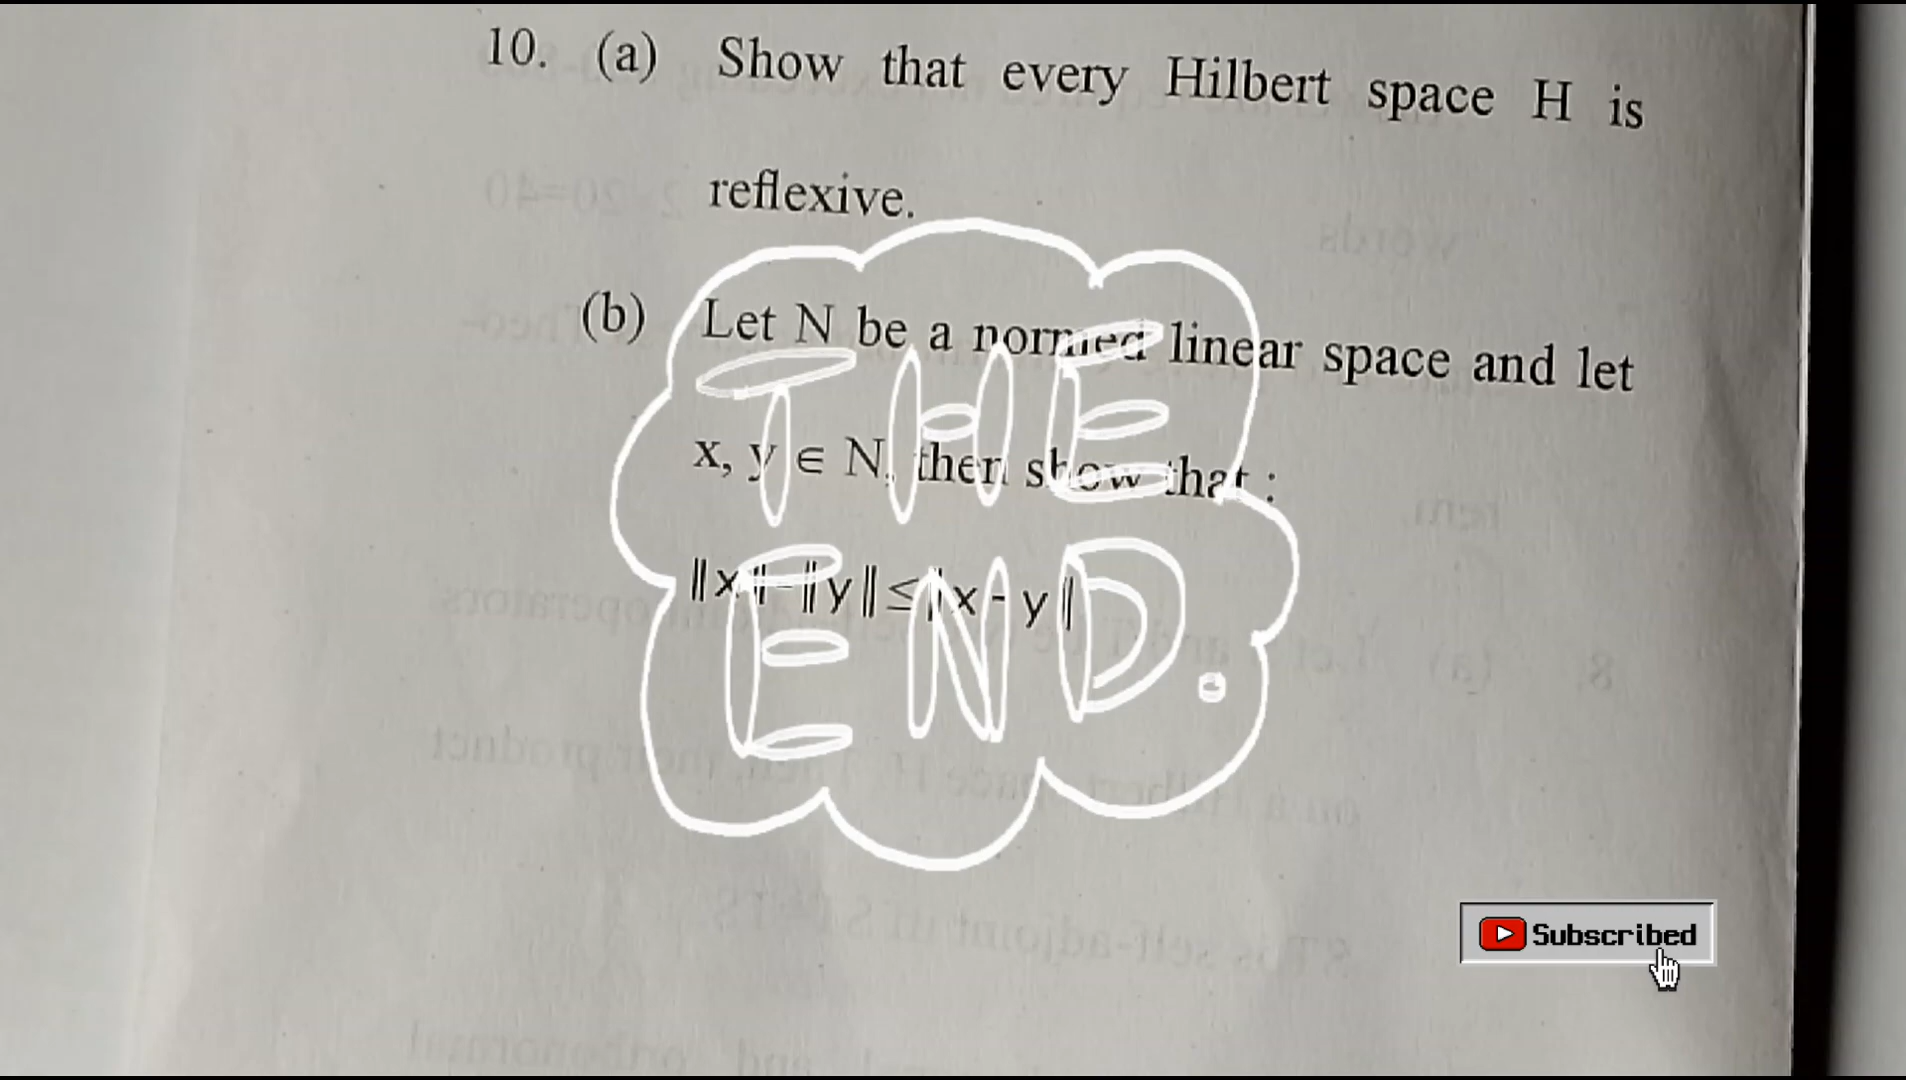 10. (a) Show that every Hilbert space H is
reflexive.
(b) Let N be a normed linear space and let
x, y ∈ N, then show that :
||x||-||y||≤||x-y||
THE
END.
Subscribed